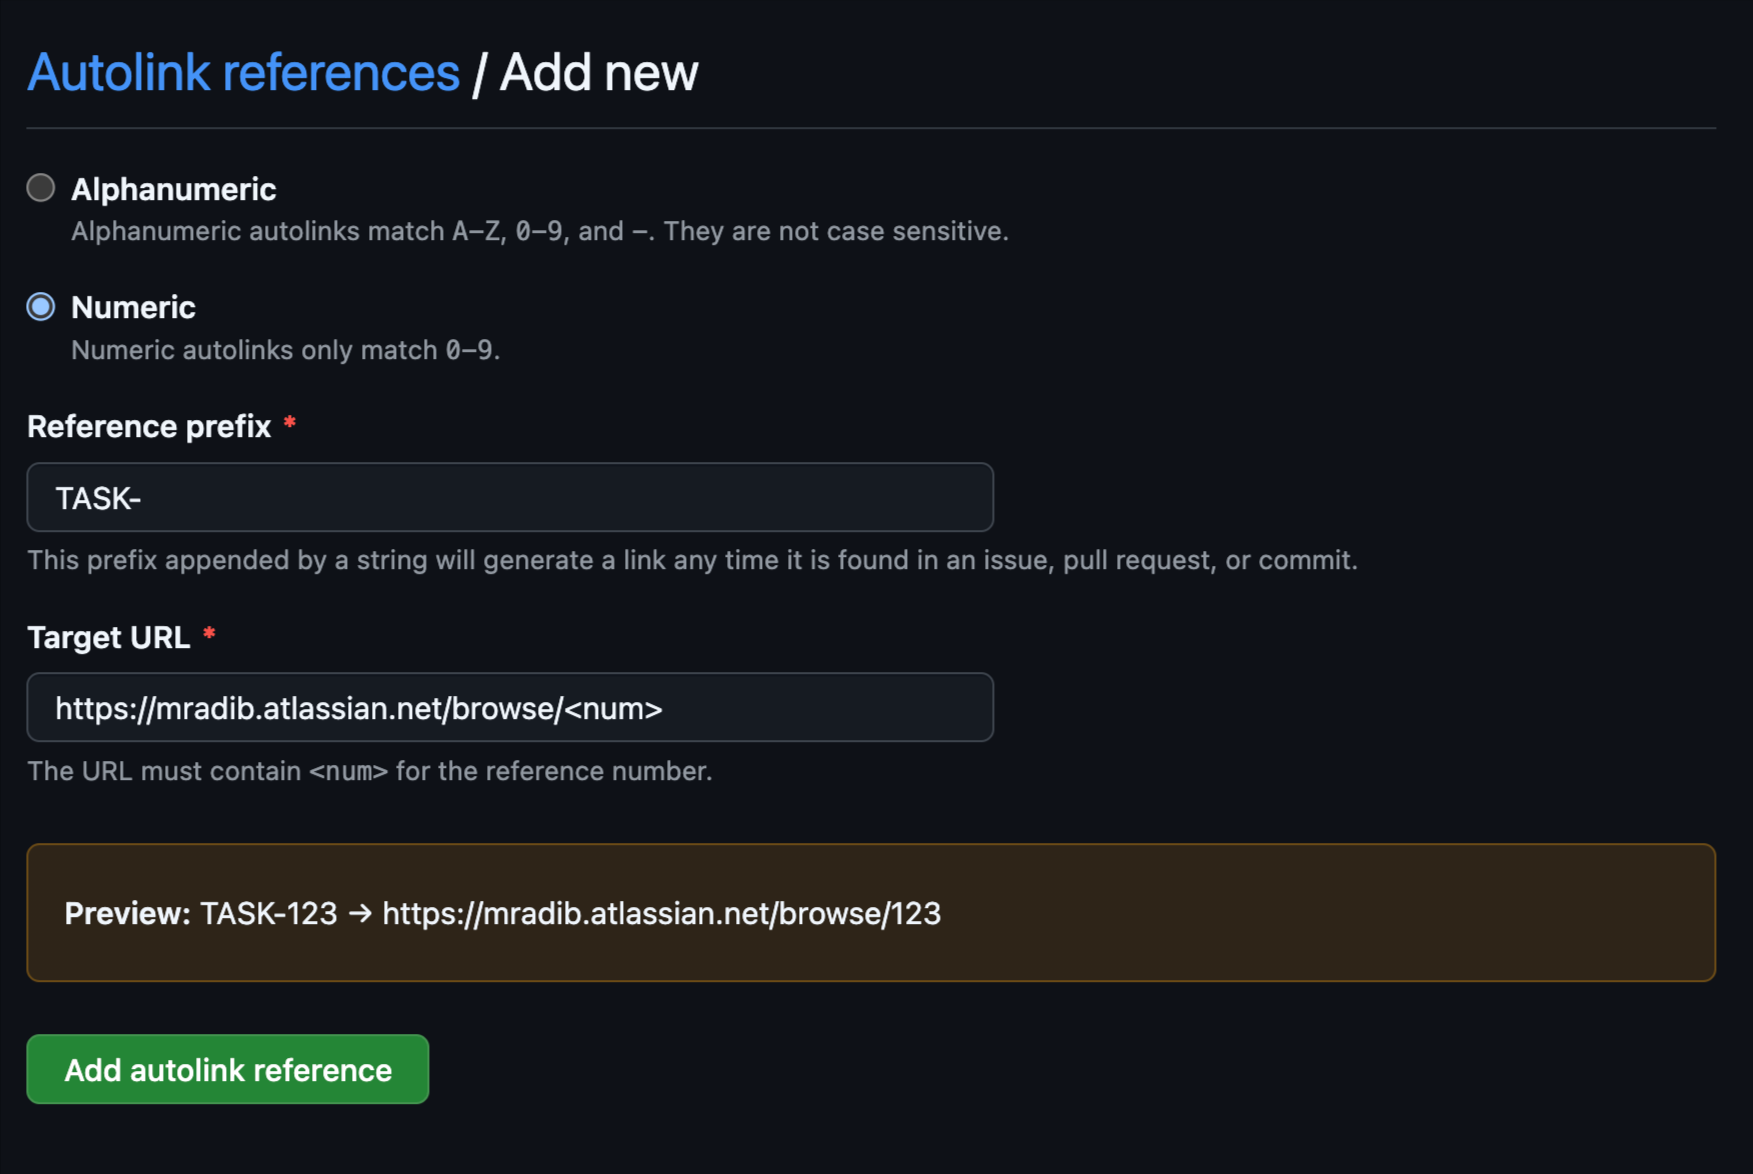 Autolink references / Add new
Alphanumeric
Alphanumeric autolinks match A–Z, 0–9, and –. They are not case sensitive.
Numeric
Numeric autolinks only match 0–9.
Reference prefix *
TASK-
This prefix appended by a string will generate a link any time it is found in an issue, pull request, or commit.
Target URL *
https://mradib.atlassian.net/browse/<num>
The URL must contain <num> for the reference number.
Preview: TASK-123 → https://mradib.atlassian.net/browse/123
Add autolink reference